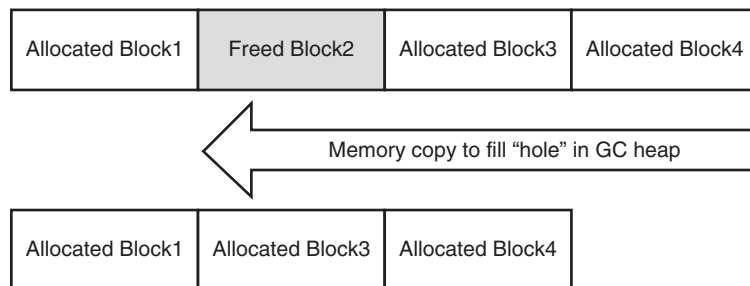 Allocated Block1 Freed Block2 Allocated Block3 Allocated Block4
Memory copy to fill “hole” in GC heap
Allocated Block1 Allocated Block3 Allocated Block4